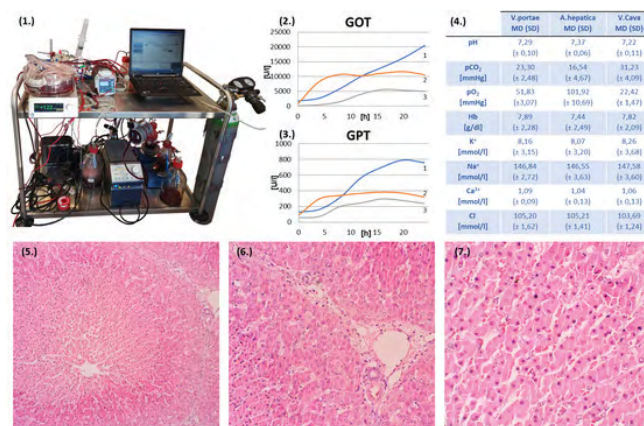 (1.)
(2.) GOT
[U/l]
25000
20000
15000
10000
5000
0
1
2
3
0 5 10 15 20
[h]
(3.) GPT
[U/l]
1000
800
600
400
200
0
1
2
3
0 5 10 15 20
[h]
(4.)
V.portae A.hepatica V.Cava
MD (SD) MD (SD) MD (SD)
pH 7,29 7,37 7,22
(± 0,10) (± 0,06) (± 0,11)
pCO₂ 23,30 16,54 31,23
[mmHg] (± 2,48) (± 4,67) (± 4,09)
pO₂ 51,83 101,92 22,42
[mmHg] (±3,07) (± 10,69) (± 1,47)
Hb 7,89 7,44 7,82
[g/dl] (± 2,28) (± 2,49) (± 2,09)
K⁺ 8,16 8,07 8,26
[mmol/l] (± 3,15) (± 3,20) (± 3,68)
Na⁺ 146,84 146,55 147,58
[mmol/l] (± 2,72) (± 3,63) (± 3,60)
Ca²⁺ 1,09 1,04 1,06
[mmol/l] (± 0,09) (± 0,13) (± 0,13)
Cl 105,20 105,21 103,69
[mmol/l] (± 1,62) (± 1,41) (± 1,24)
(5.)
(6.)
(7.)